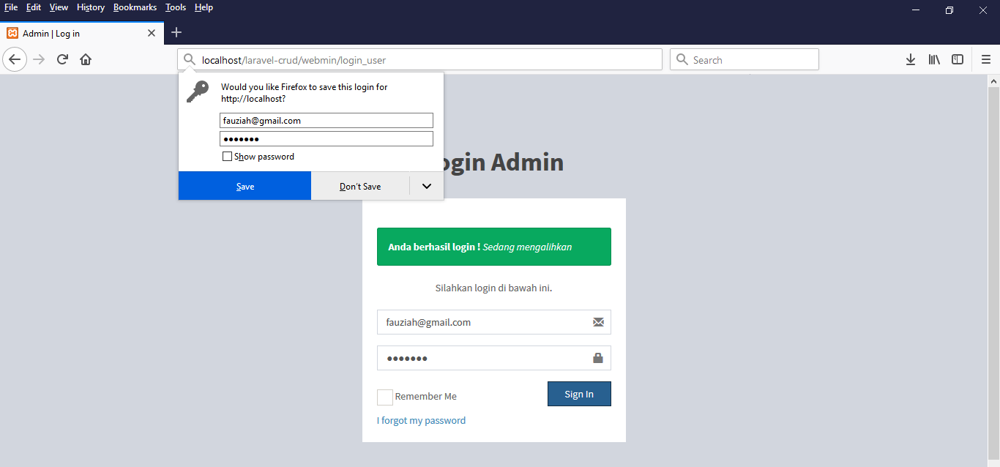 File Edit View History Bookmarks Tools Help
Admin | Log in
localhost/laravel-crud/webmin/login_user
Search
Would you like Firefox to save this login for
http://localhost?
fauziah@gmail.com
•••••••
Show password
Save
Don't Save
ogin Admin
Anda berhasil login ! Sedang mengalihkan
Silahkan login di bawah ini.
fauziah@gmail.com
•••••••
Remember Me
Sign In
I forgot my password